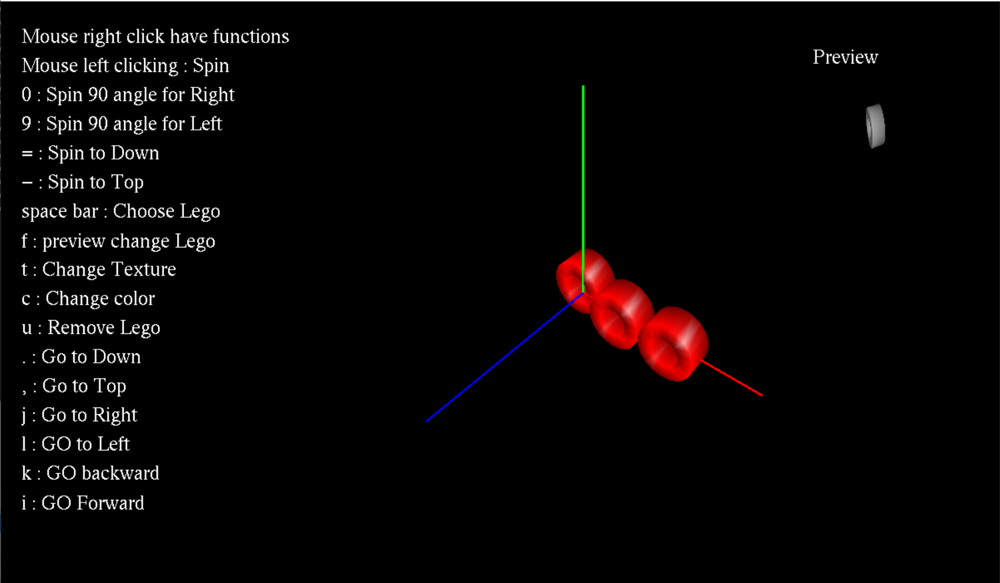 Mouse right click have functions
Mouse left clicking : Spin
0 : Spin 90 angle for Right
9 : Spin 90 angle for Left
= : Spin to Down
− : Spin to Top
space bar : Choose Lego
f : preview change Lego
t : Change Texture
c : Change color
u : Remove Lego
. : Go to Down
, : Go to Top
j : Go to Right
l : GO to Left
k : GO backward
i : GO Forward
Preview